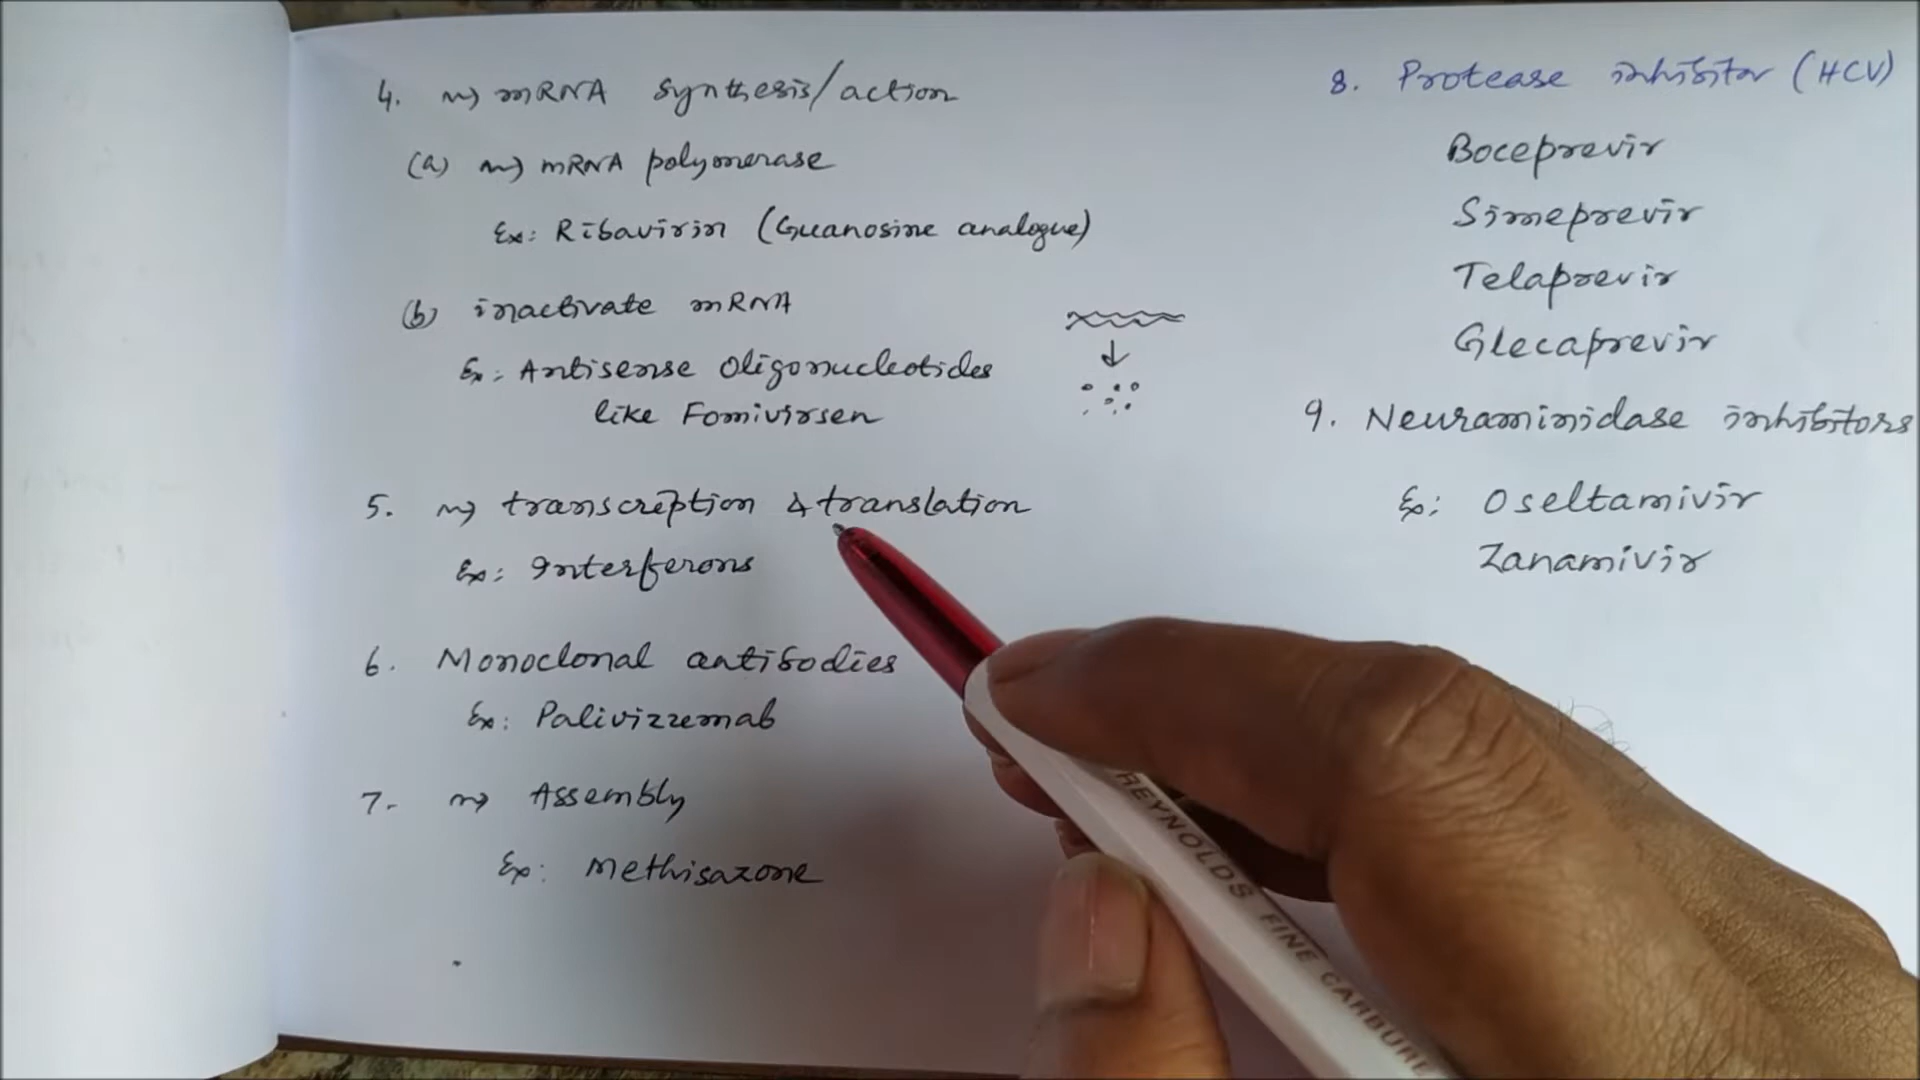 4. ~) mRNA synthesis/action
(a) ~) mRNA polymerase
Ex: Ribavirin (Guanosine analogue)
(b) inactivate mRNA
Ex: Antisense Oligonucleotides
like Fomivirsen
5. ~) transcription & translation
Ex: Interferons
6. Monoclonal antibodies
Ex: Palivizzemab
7. ~) Assembly
Ex: Methisazone
8. Protease inhibitor (HCV)
Boceprevir
Simeprevir
Telaprevir
Glecaprevir
9. Neuraminidase inhibitors
Ex: Oseltamivir
Zanamivir
REYNOLDS FINE CARBURE